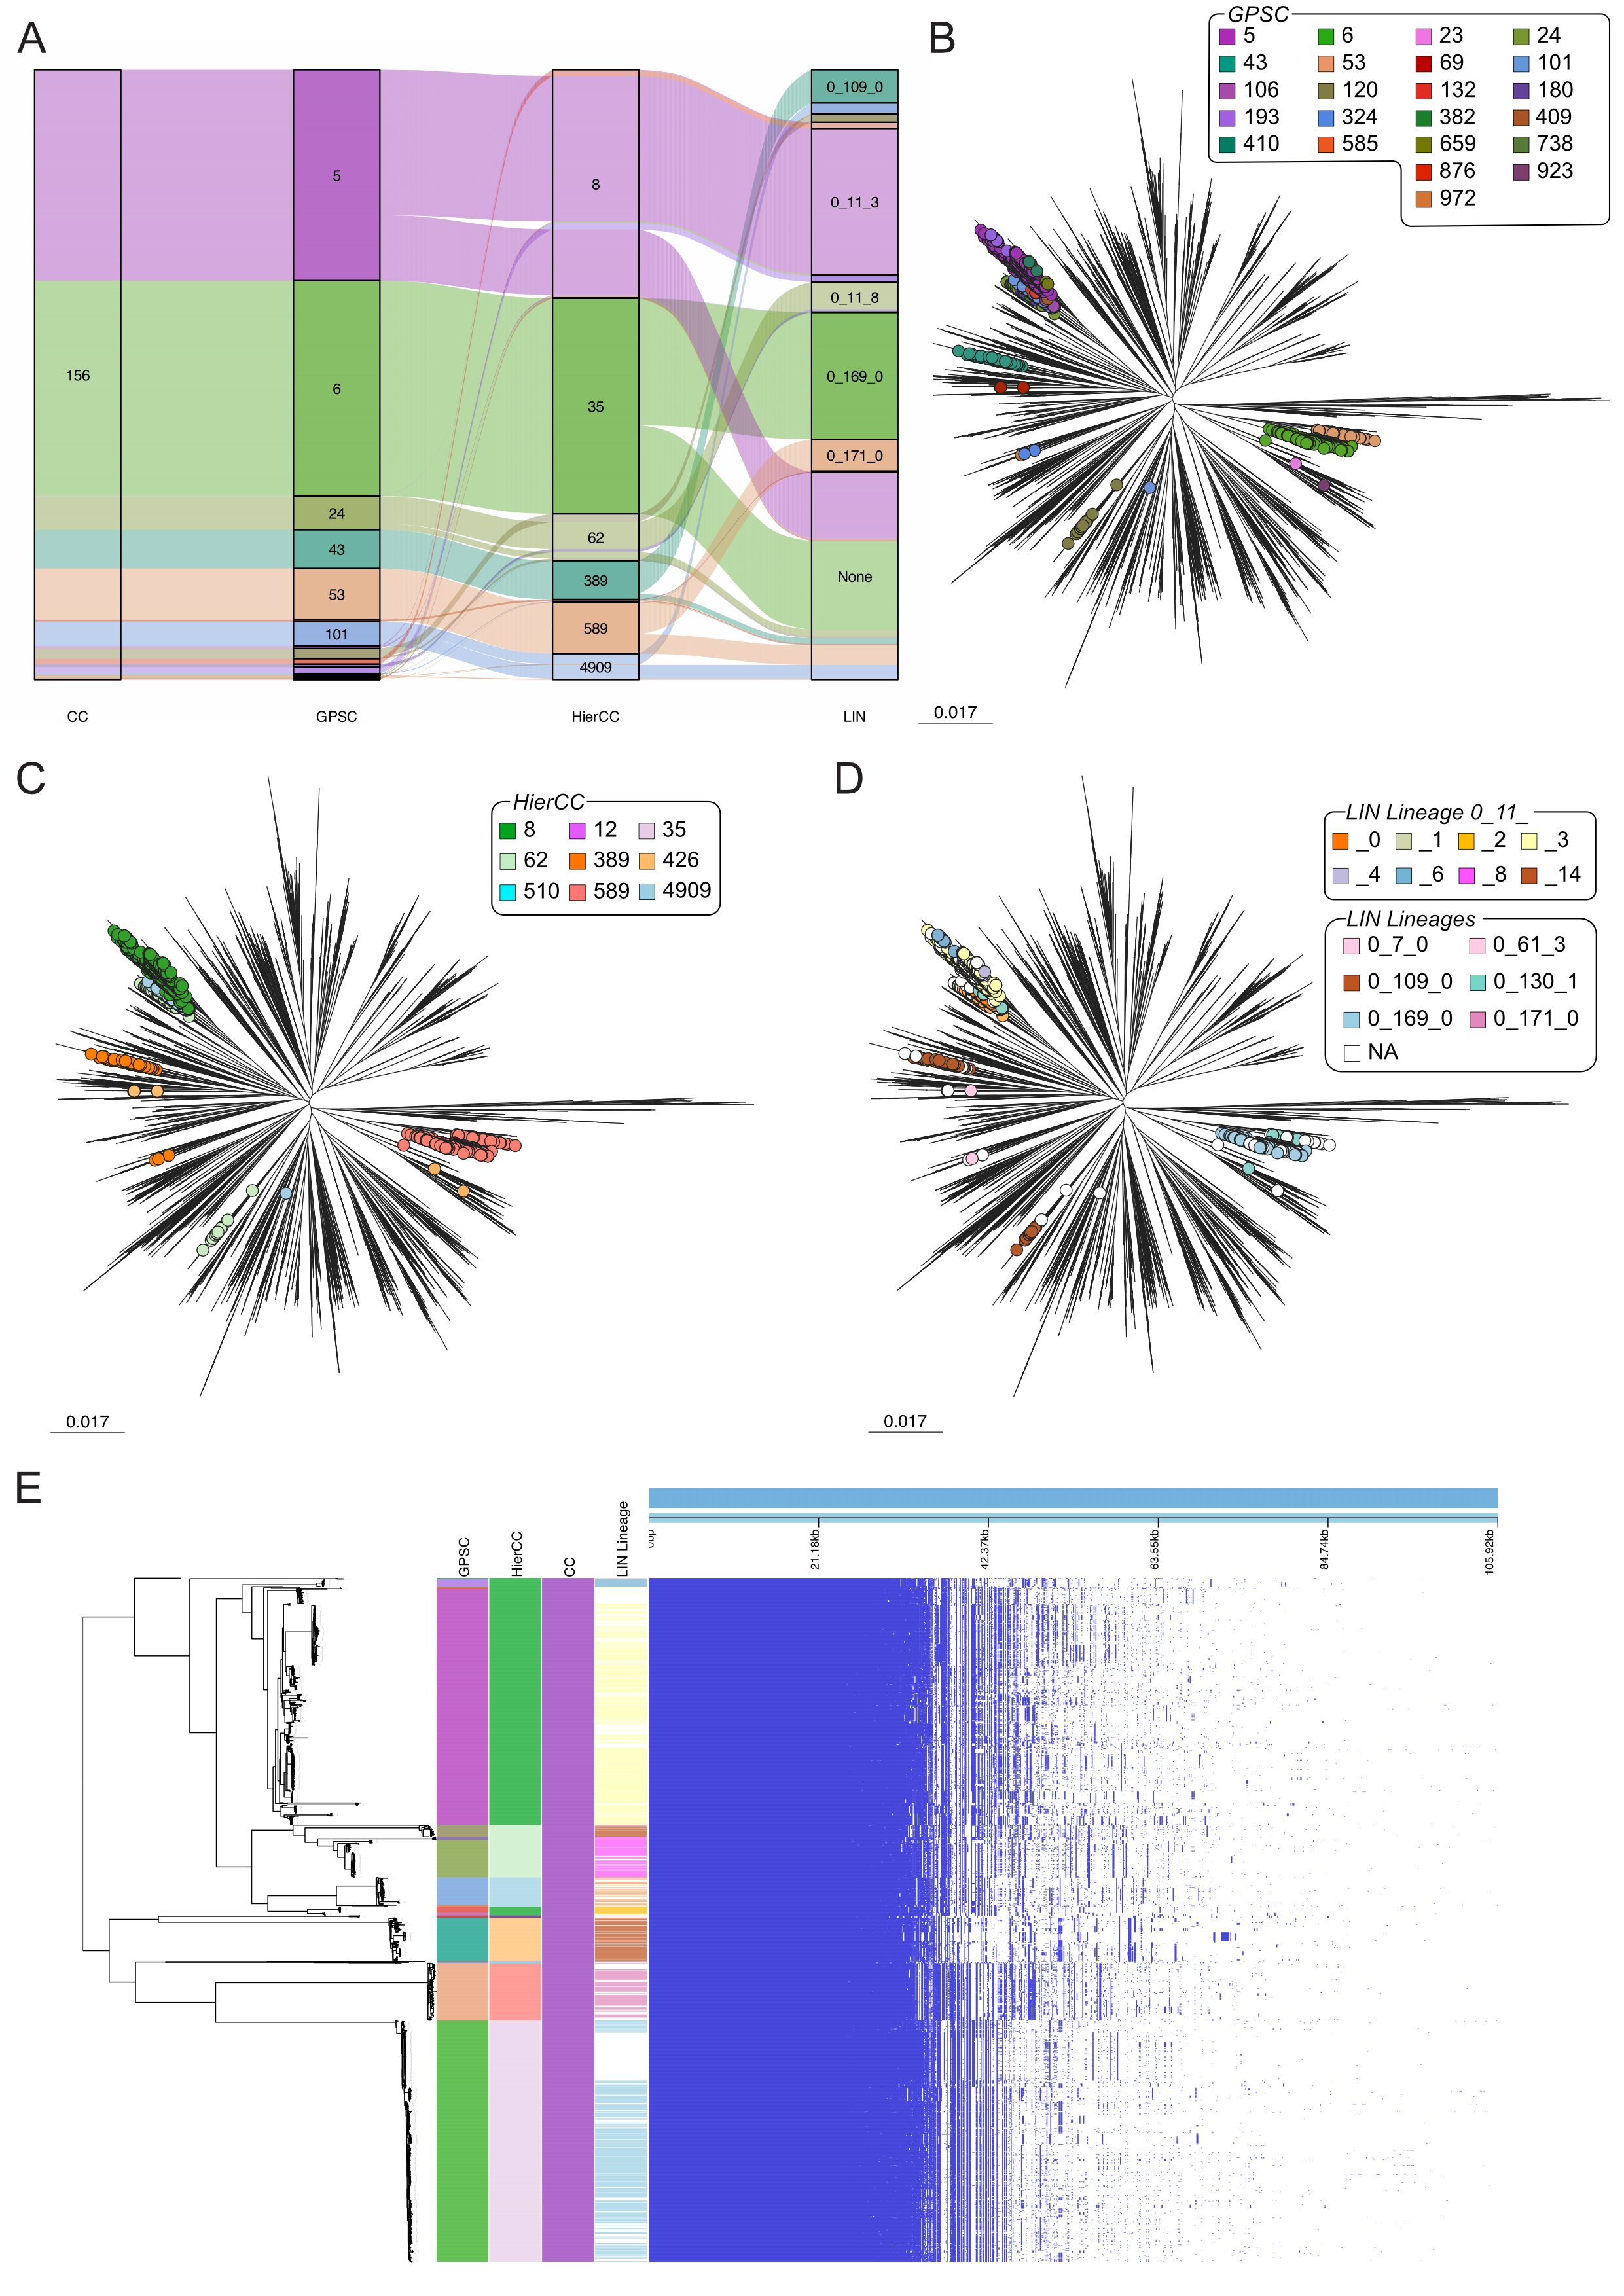 A
156
5
6
24
43
53
101
8
35
62
389
589
4909
0_109_0
0_11_3
0_11_8
0_169_0
0_171_0
None
CC GPSC HierCC LIN
B
GPSC
5 6 23 24
43 53 69 101
106 120 132 180
193 324 382 409
410 585 659 738
876 923
972
0.017
C
HierCC
8 12 35
62 389 426
510 589 4909
0.017
D
LIN Lineage 0_11_
_0 _1 _2 _3
_4 _6 _8 _14
LIN Lineages
0_7_0 0_61_3
0_109_0 0_130_1
0_169_0 0_171_0
NA
0.017
E
GPSC
HierCC
CC
LIN Lineage
21.18kb
42.37kb
63.55kb
84.74kb
105.92kb